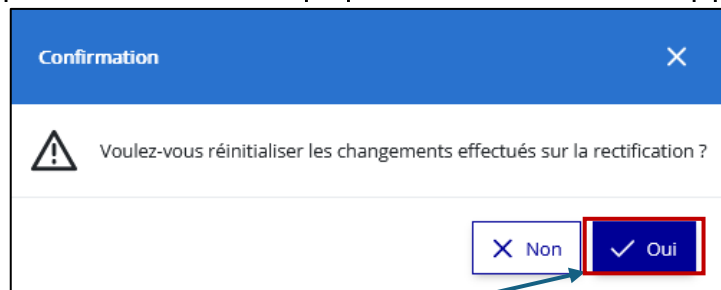 Confirmation
Voulez-vous réinitialiser les changements effectués sur la rectification ?
Non
Oui